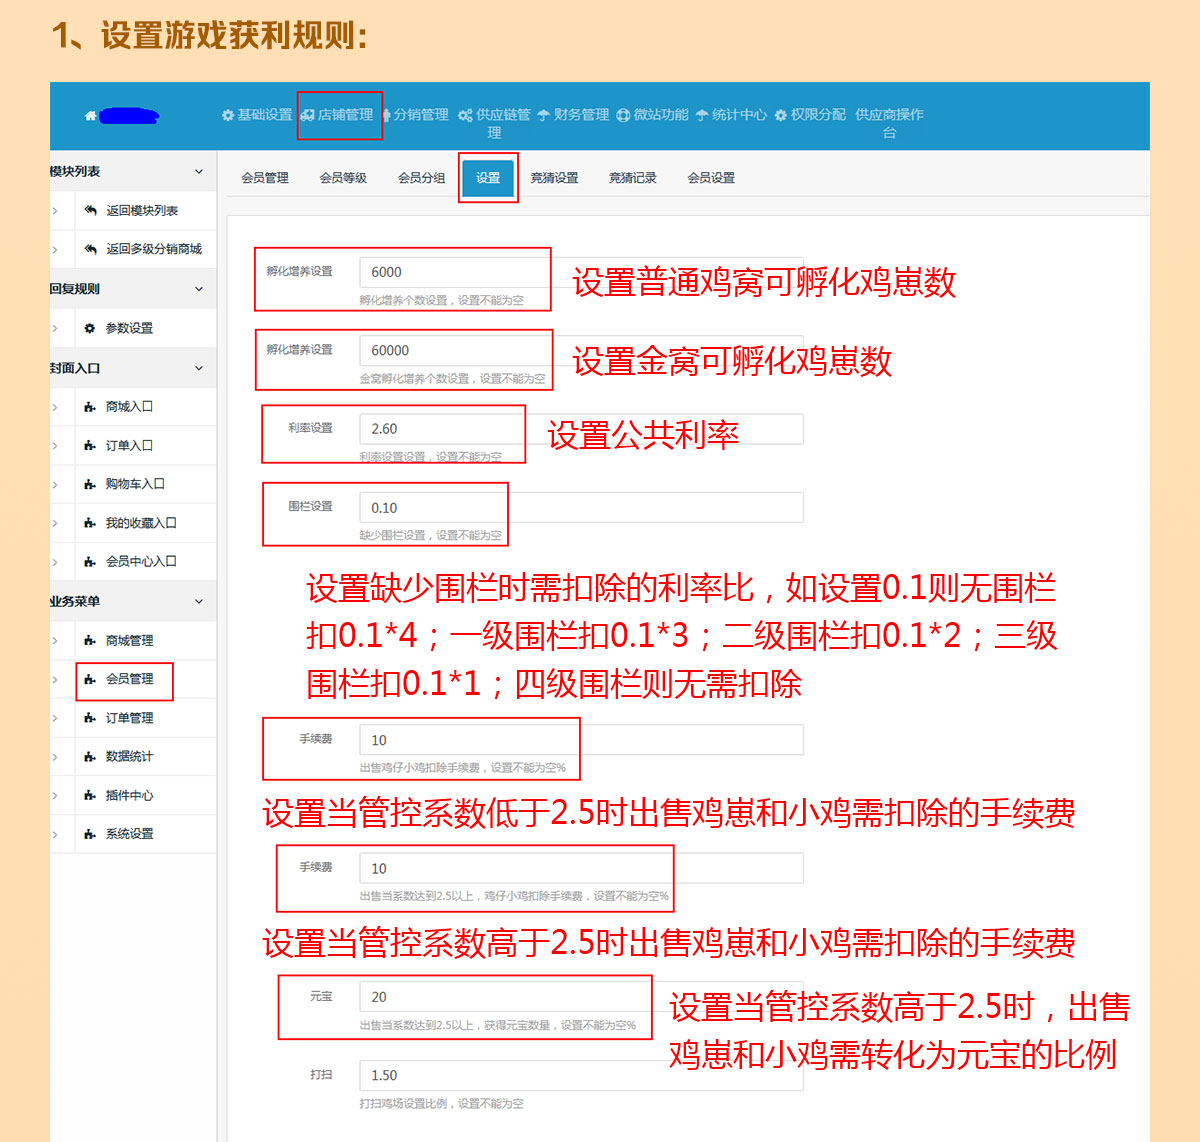 1、设置游戏获利规则:
基础设置 店铺管理 分销管理 供应链管理 财务管理 微站功能 统计中心 权限分配 供应商操作台
模块列表
返回模块列表
返回多级分销商城
回复规则
参数设置
封面入口
商城入口
订单入口
购物车入口
我的收藏入口
会员中心入口
业务菜单
商城管理
会员管理
订单管理
数据统计
插件中心
系统设置
会员管理 会员等级 会员分组 设置 竞猜设置 竞猜记录 会员设置
孵化增养设置 6000 设置普通鸡窝可孵化鸡崽数
孵化增养个数设置，设置不能为空
孵化增养设置 60000 设置金窝可孵化鸡崽数
金窝孵化增养个数设置，设置不能为空
利率设置 2.60 设置公共利率
利率设置设置，设置不能为空
围栏设置 0.10
缺少围栏设置，设置不能为空
设置缺少围栏时需扣除的利率比，如设置0.1则无围栏
扣0.1*4；一级围栏扣0.1*3；二级围栏扣0.1*2；三级
围栏扣0.1*1；四级围栏则无需扣除
手续费 10
出售鸡仔小鸡扣除手续费，设置不能为空%
设置当管控系数低于2.5时出售鸡崽和小鸡需扣除的手续费
手续费 10
出售当系数达到2.5以上，鸡仔小鸡扣除手续费，设置不能为空%
设置当管控系数高于2.5时出售鸡崽和小鸡需扣除的手续费
元宝 20
出售当系数达到2.5以上，获得元宝数量，设置不能为空%
设置当管控系数高于2.5时，出售
鸡崽和小鸡需转化为元宝的比例
打扫 1.50
打扫鸡场设置比例，设置不能为空